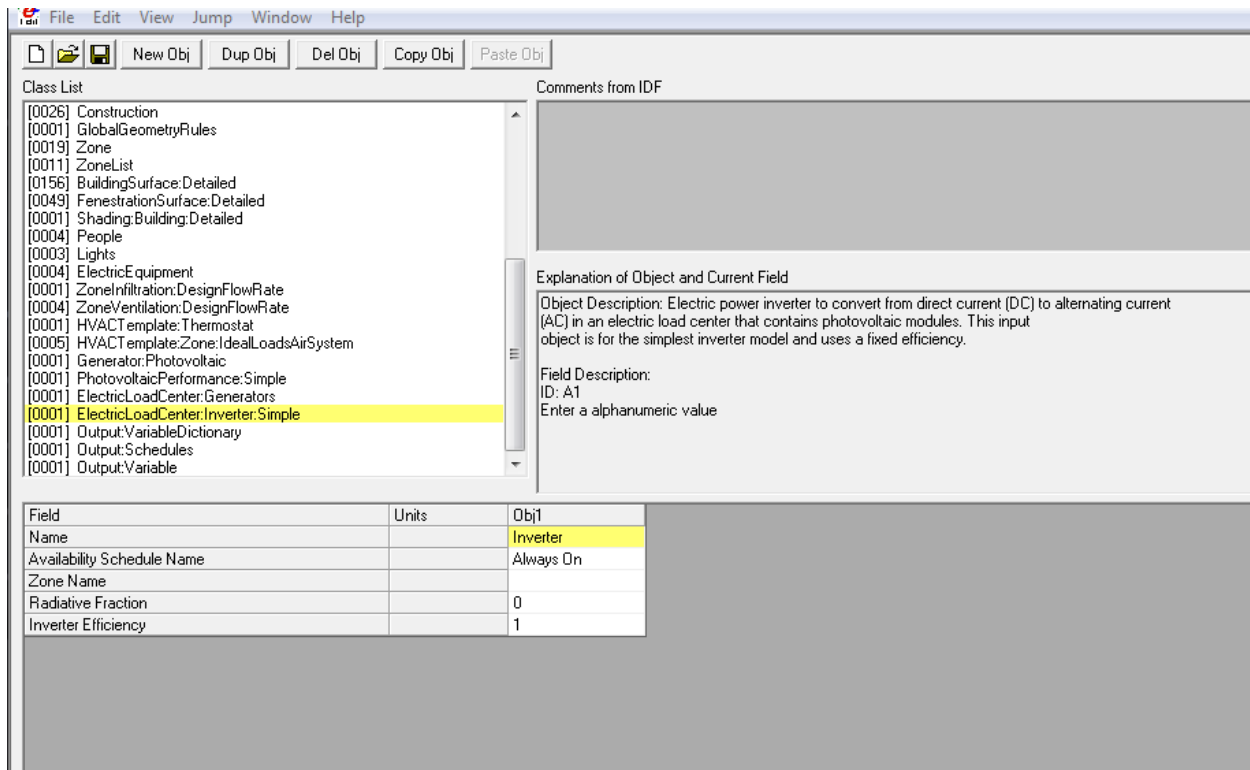 File Edit View Jump Window Help
New Obj Dup Obj Del Obj Copy Obj Paste Obj
Class List
[0026] Construction
[0001] GlobalGeometryRules
[0019] Zone
[0011] ZoneList
[0156] BuildingSurface:Detailed
[0049] FenestrationSurface:Detailed
[0001] Shading:Building:Detailed
[0004] People
[0003] Lights
[0004] ElectricEquipment
[0001] ZoneInfiltration:DesignFlowRate
[0004] ZoneVentilation:DesignFlowRate
[0001] HVACTemplate:Thermostat
[0005] HVACTemplate:Zone:IdealLoadsAirSystem
[0001] Generator:Photovoltaic
[0001] PhotovoltaicPerformance:Simple
[0001] ElectricLoadCenter:Generators
[0001] ElectricLoadCenter:Inverter:Simple
[0001] Output:VariableDictionary
[0001] Output:Schedules
[0001] Output:Variable
Comments from IDF
Explanation of Object and Current Field
Object Description: Electric power inverter to convert from direct current (DC) to alternating current
(AC) in an electric load center that contains photovoltaic modules. This input
object is for the simplest inverter model and uses a fixed efficiency.
Field Description:
ID: A1
Enter a alphanumeric value
Field Units Obj1
Name Inverter
Availability Schedule Name Always On
Zone Name
Radiative Fraction 0
Inverter Efficiency 1